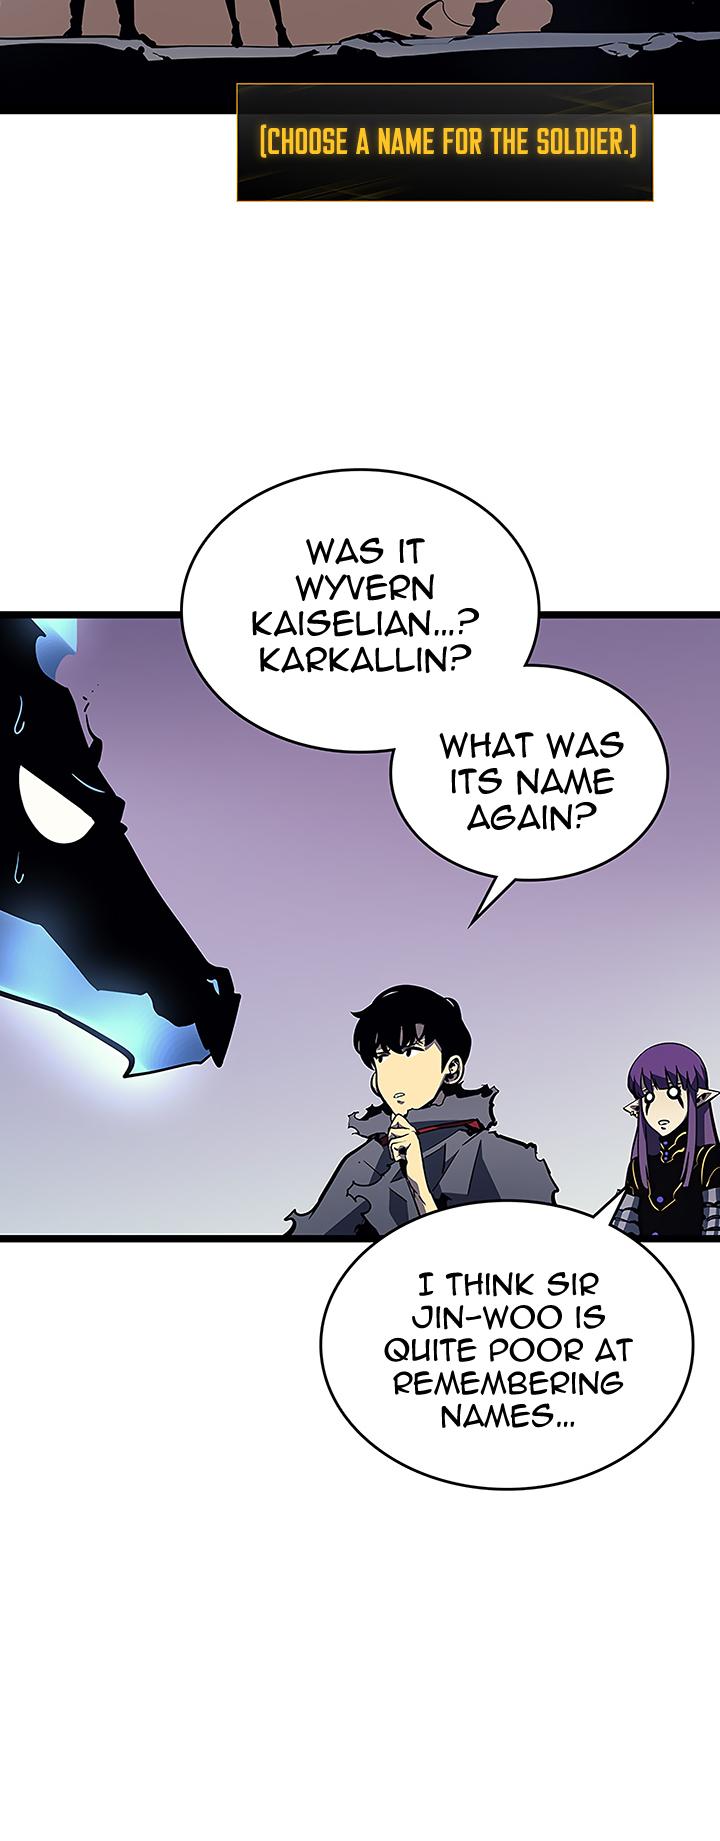 [CHOOSE A NAME FOR THE SOLDIER.]
WAS IT
WYVERN
KAISELIAN...?
KARKALLIN?
WHAT WAS
ITS NAME
AGAIN?
I THINK SIR
JIN-WOO IS
QUITE POOR AT
REMEMBERING
NAMES...